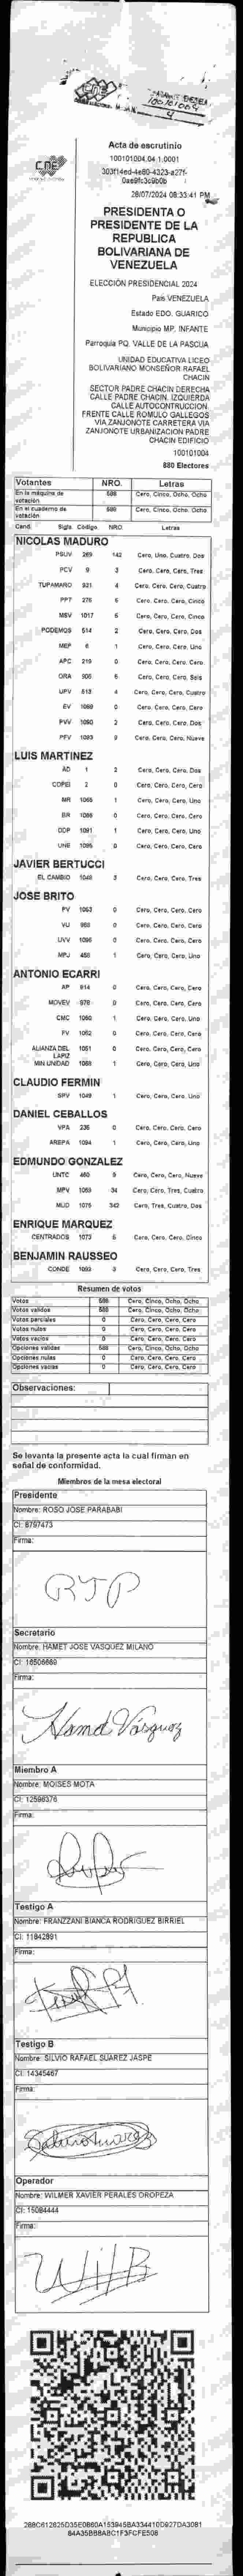 CNE
Acta de escrutinio
100101004.04.1.0001
28/07/2024 08:33:41 PM
PRESIDENTA O
PRESIDENTE DE LA
REPUBLICA
BOLIVARIANA DE
VENEZUELA
ELECCIÓN PRESIDENCIAL 2024
País VENEZUELA
Estado EDO. GUARICO
Municipio MP. INFANTE
Parroquia PQ. VALLE DE LA PASCUA
UNIDAD EDUCATIVA LICEO
BOLIVARIANO MONSEÑOR RAFAEL
CHACIN
SECTOR PADRE CHACIN DERECHA
CALLE PADRE CHACIN. IZQUIERDA
CALLE AUTOCONTRUCCION.
FRENTE CALLE ROMULO GALLEGOS
VIA ZANJONOTE CARRETERA VIA
ZANJONOTE URBANIZACION PADRE
CHACIN EDIFICIO
100101004
880 Electores
Votantes NRO. Letras
En la máquina de votación 588 Cero, Cinco, Ocho, Ocho
En el cuaderno de votación 588 Cero, Cinco, Ocho, Ocho
Cand. Sigla Código NRO. Letras
NICOLAS MADURO
PSUV 269 142 Cero, Uno, Cuatro, Dos
PCV 9 3 Cero, Cero, Cero, Tres
TUPAMARO 931 4 Cero, Cero, Cero, Cuatro
PPT 276 5 Cero, Cero, Cero, Cinco
MSV 1017 5 Cero, Cero, Cero, Cinco
PODEMOS 514 2 Cero, Cero, Cero, Dos
MEP 6 1 Cero, Cero, Cero, Uno
APC 219 0 Cero, Cero, Cero, Cero
ORA 906 6 Cero, Cero, Cero, Seis
UPV 513 4 Cero, Cero, Cero, Cuatro
EV 1069 0 Cero, Cero, Cero, Cero
PVV 1050 2 Cero, Cero, Cero, Dos
PFV 1093 9 Cero, Cero, Cero, Nueve
LUIS MARTINEZ
AD 1 2 Cero, Cero, Cero, Dos
COPEI 2 0 Cero, Cero, Cero, Cero
MR 1065 1 Cero, Cero, Cero, Uno
BR 1088 0 Cero, Cero, Cero, Cero
DDP 1091 1 Cero, Cero, Cero, Uno
UNE 1095 0 Cero, Cero, Cero, Cero
JAVIER BERTUCCI
EL CAMBIO 1048 3 Cero, Cero, Cero, Tres
JOSE BRITO
PV 1053 0 Cero, Cero, Cero, Cero
VU 968 0 Cero, Cero, Cero, Cero
UVV 1096 0 Cero, Cero, Cero, Cero
MPJ 458 1 Cero, Cero, Cero, Uno
ANTONIO ECARRI
AP 914 0 Cero, Cero, Cero, Cero
MOVEV 978 0 Cero, Cero, Cero, Cero
CMC 1060 1 Cero, Cero, Cero, Uno
FV 1062 0 Cero, Cero, Cero, Cero
ALIANZA DEL LAPIZ 1051 0 Cero, Cero, Cero, Cero
MIN UNIDAD 1068 1 Cero, Cero, Cero, Uno
CLAUDIO FERMIN
SPV 1049 1 Cero, Cero, Cero, Uno
DANIEL CEBALLOS
VPA 236 0 Cero, Cero, Cero, Cero
AREPA 1094 1 Cero, Cero, Cero, Uno
EDMUNDO GONZALEZ
UNTC 460 9 Cero, Cero, Cero, Nueve
MPV 1059 34 Cero, Cero, Tres, Cuatro
MUD 1075 342 Cero, Tres, Cuatro, Dos
ENRIQUE MARQUEZ
CENTRADOS 1073 5 Cero, Cero, Cero, Cinco
BENJAMIN RAUSSEO
CONDE 1083 3 Cero, Cero, Cero, Tres
Resumen de votos
Votos 588 Cero, Cinco, Ocho, Ocho
Votos validos 588 Cero, Cinco, Ocho, Ocho
Votos parciales 0 Cero, Cero, Cero, Cero
Votos nulos 0 Cero, Cero, Cero, Cero
Votos vacios 0 Cero, Cero, Cero, Cero
Opciones validas 588 Cero, Cinco, Ocho, Ocho
Opciones nulas 0 Cero, Cero, Cero, Cero
Opciones vacias 0 Cero, Cero, Cero, Cero
Observaciones:
Se levanta la presente acta la cual firman en
señal de conformidad.
Miembros de la mesa electoral
Presidente
Nombre: ROSO JOSE PARABABI
CI: 8797473
Firma:
RJP
Secretario
Nombre: HAMET JOSE VASQUEZ MILANO
CI: 18506689
Firma:
Hamet Vásquez
Miembro A
Nombre: MOISES MOTA
CI: 12598376
Firma:
Testigo A
Nombre: FRANZZANI BIANCA RODRIGUEZ BIRRIEL
CI: 11842891
Firma:
Testigo B
Nombre: SILVIO RAFAEL SUAREZ JASPE
CI: 14345467
Firma:
Operador
Nombre: WILMER XAVIER PERALES OROPEZA
CI: 15084444
Firma: